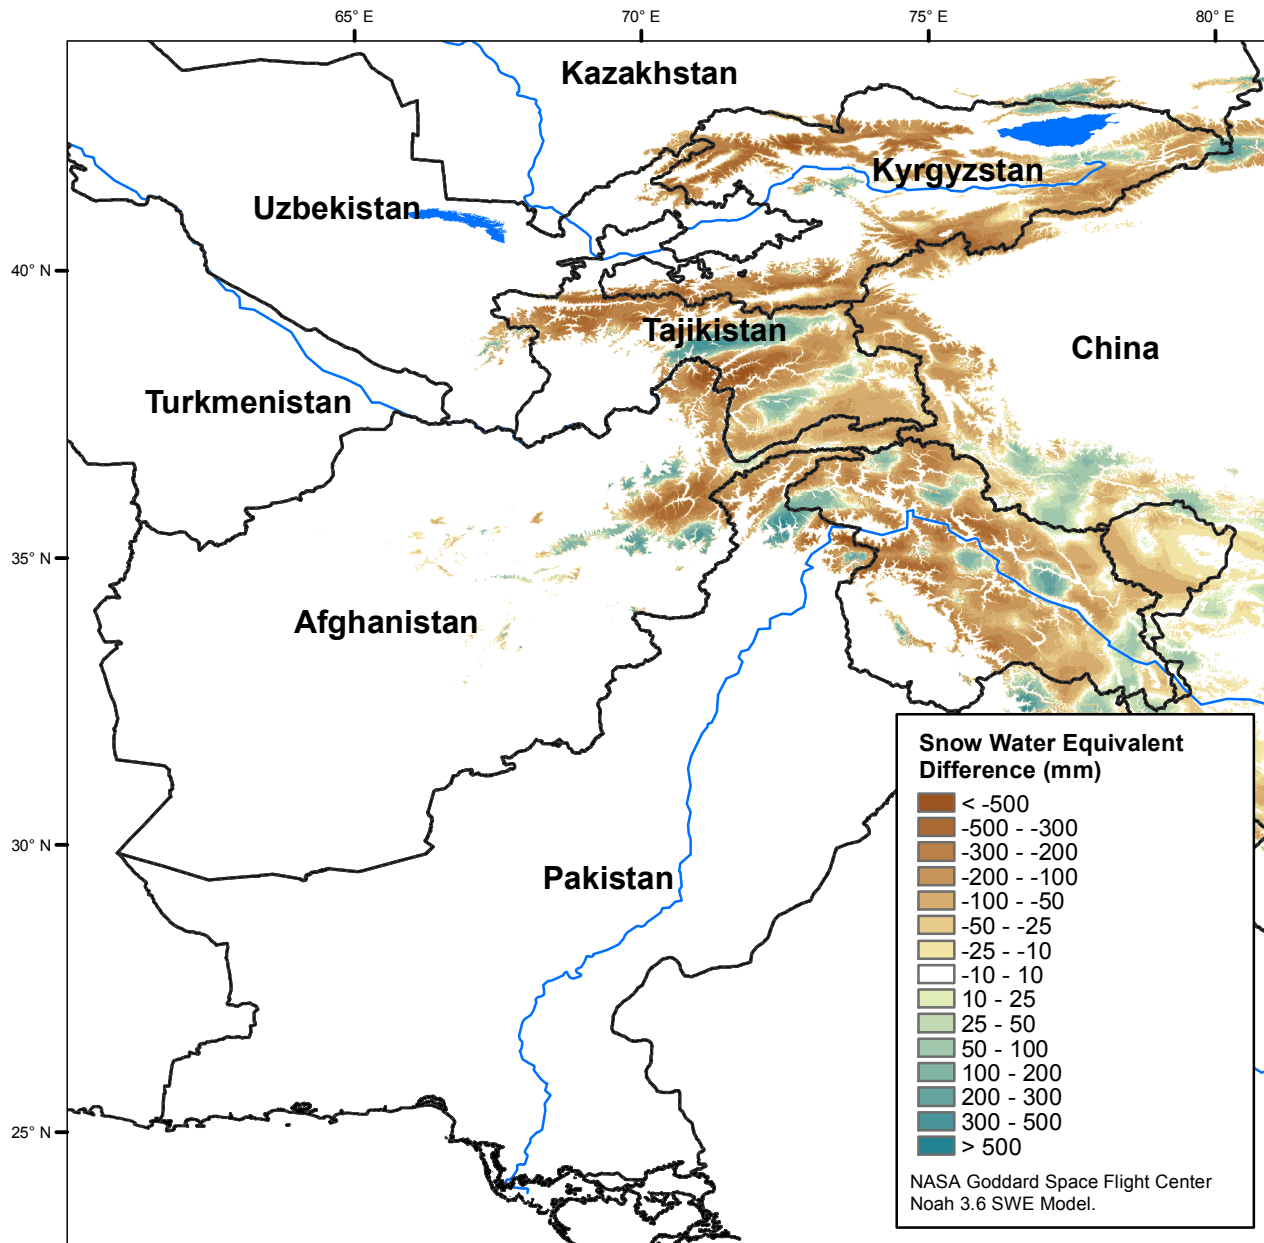 65° E
70° E
75° E
80° E
Kazakhstan
Kyrgyzstan
Uzbekistan
40° N
Tajikistan
China
Turkmenistan
35° N
Afghanistan
30° N
Pakistan
25° N
Snow Water Equivalent
Difference (mm)
< -500
-500 - -300
-300 - -200
-200 - -100
-100 - -50
-50 - -25
-25 - -10
-10 - 10
10 - 25
25 - 50
50 - 100
100 - 200
200 - 300
300 - 500
> 500
NASA Goddard Space Flight Center
Noah 3.6 SWE Model.